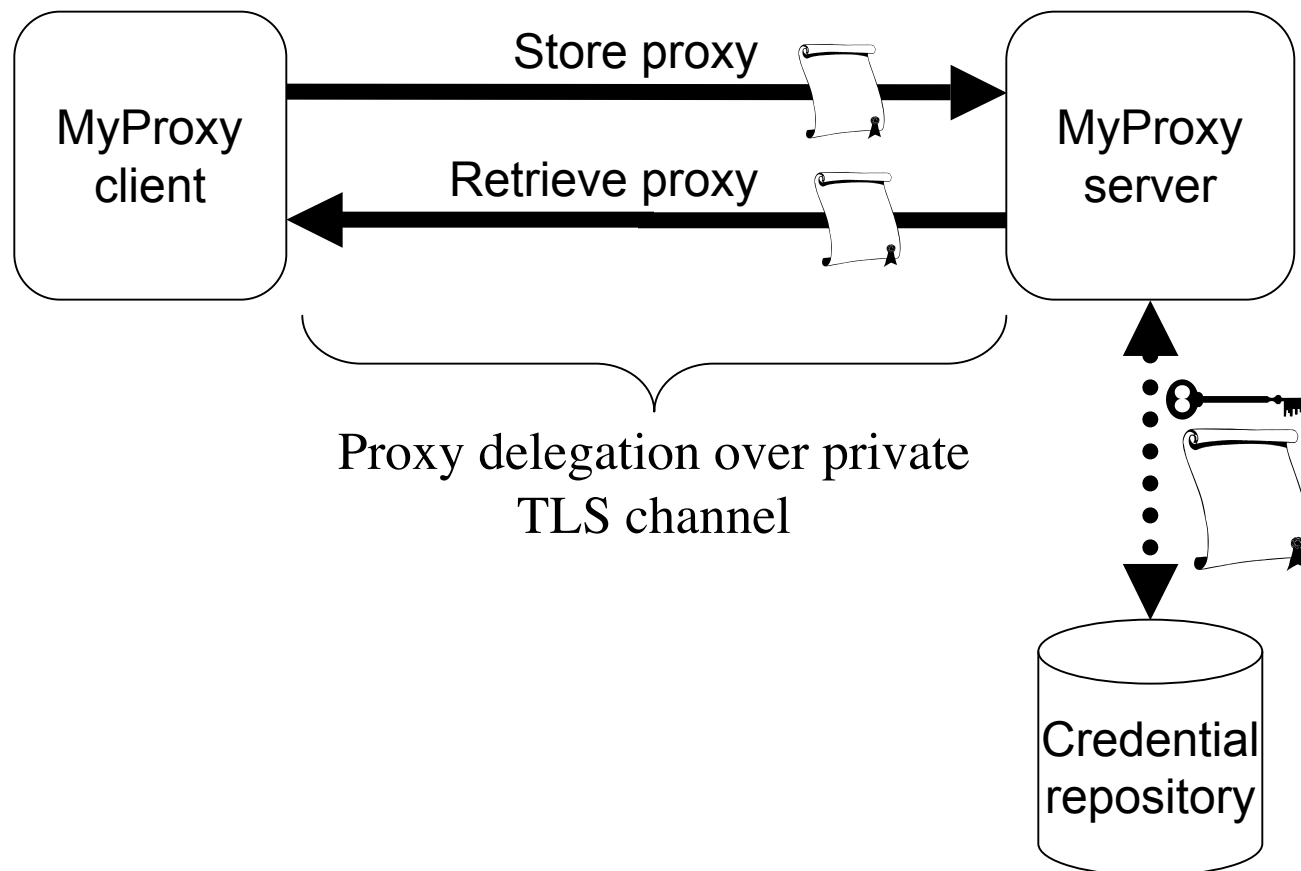 Store proxy
MyProxy
client
MyProxy
server
Retrieve proxy
Proxy delegation over private
TLS channel
Credential
repository